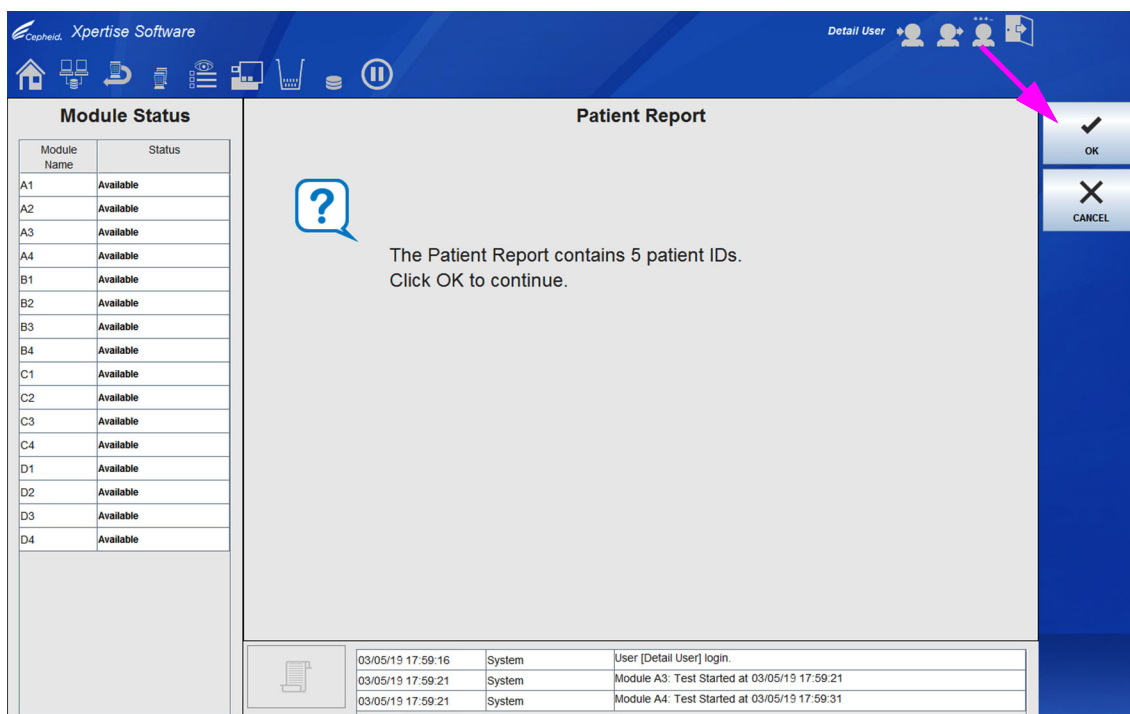 Cepheid. Xpertise Software
Detail User
Module Status
Module Name Status
A1 Available
A2 Available
A3 Available
A4 Available
B1 Available
B2 Available
B3 Available
B4 Available
C1 Available
C2 Available
C3 Available
C4 Available
D1 Available
D2 Available
D3 Available
D4 Available
Patient Report
The Patient Report contains 5 patient IDs.
Click OK to continue.
OK
CANCEL
03/05/19 17:59:16 System User [Detail User] login.
03/05/19 17:59:21 System Module A3: Test Started at 03/05/19 17:59:21
03/05/19 17:59:21 System Module A4: Test Started at 03/05/19 17:59:31